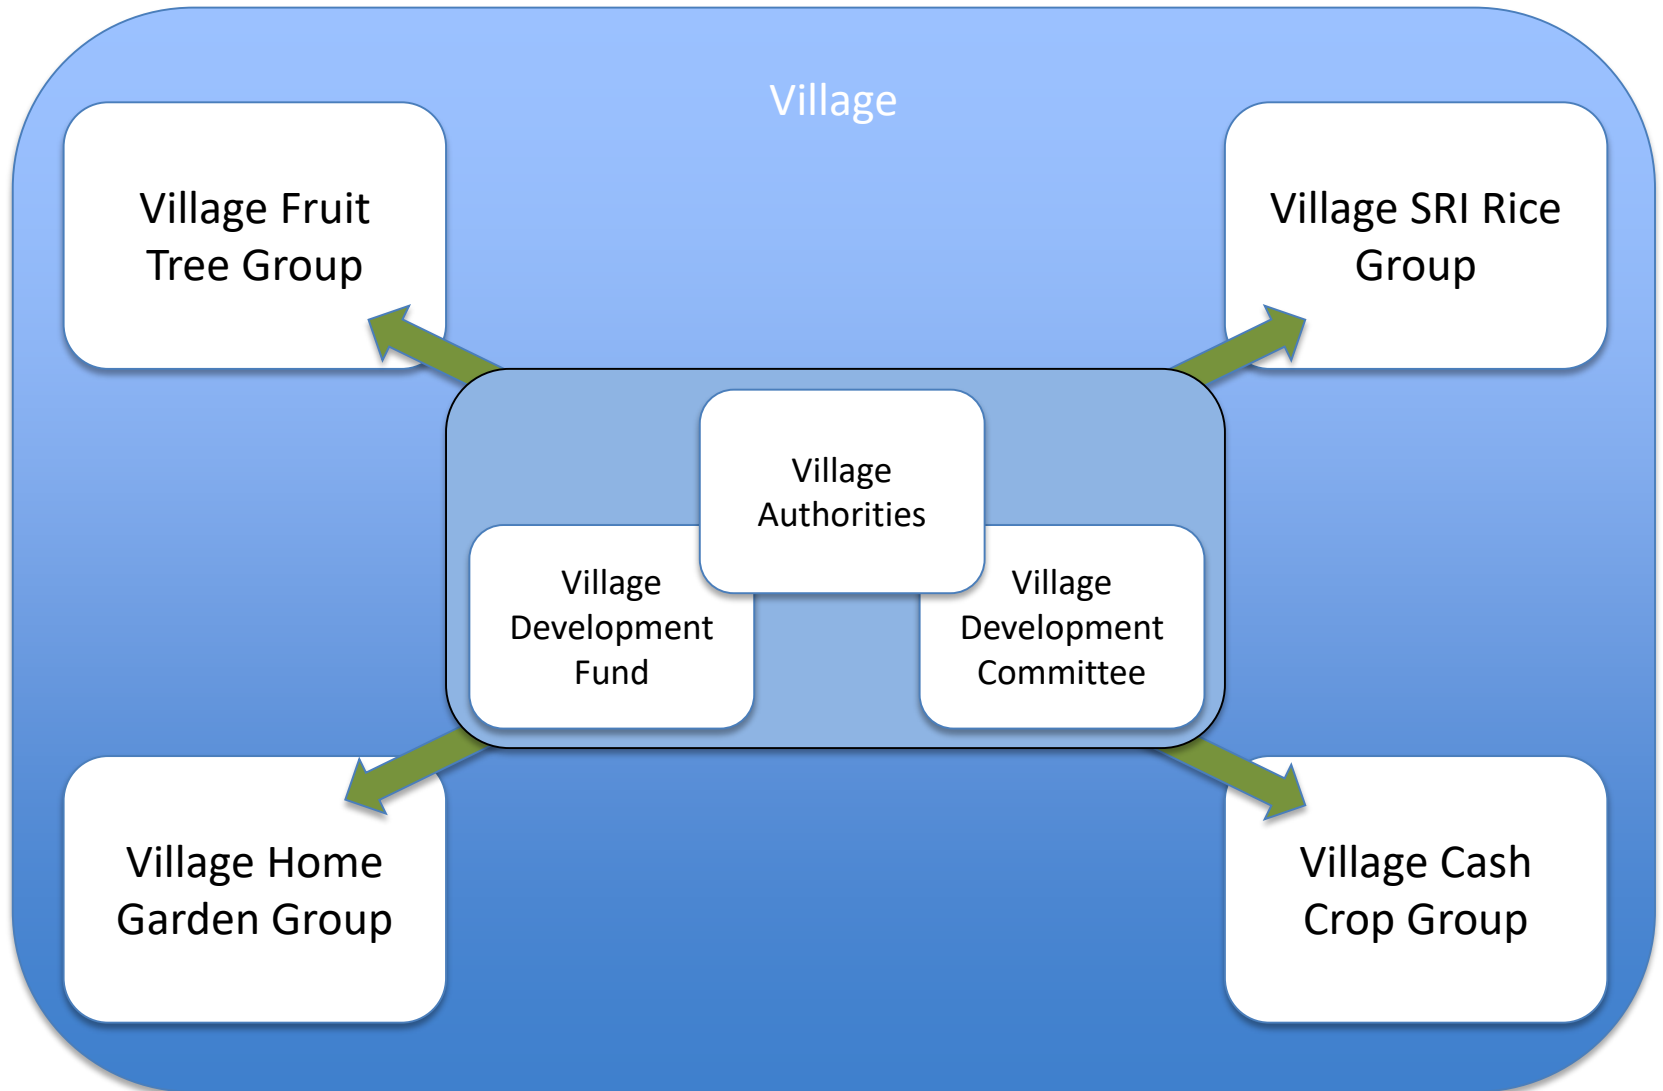 Village
Village Fruit
Tree Group
Village SRI Rice
Group
Village
Authorities
Village
Development
Fund
Village
Development
Committee
Village Home
Garden Group
Village Cash
Crop Group